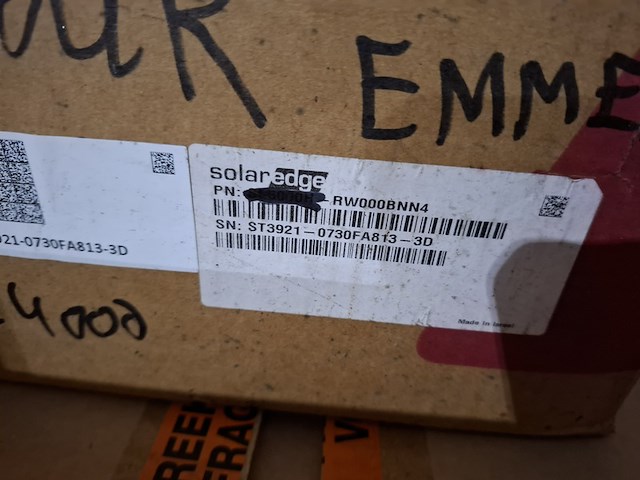 EMME
solaredge
PN: -RW000BNN4
SN: ST3921-0730FA813-3D
Made in Israel
921-0730FA813-3D
4000